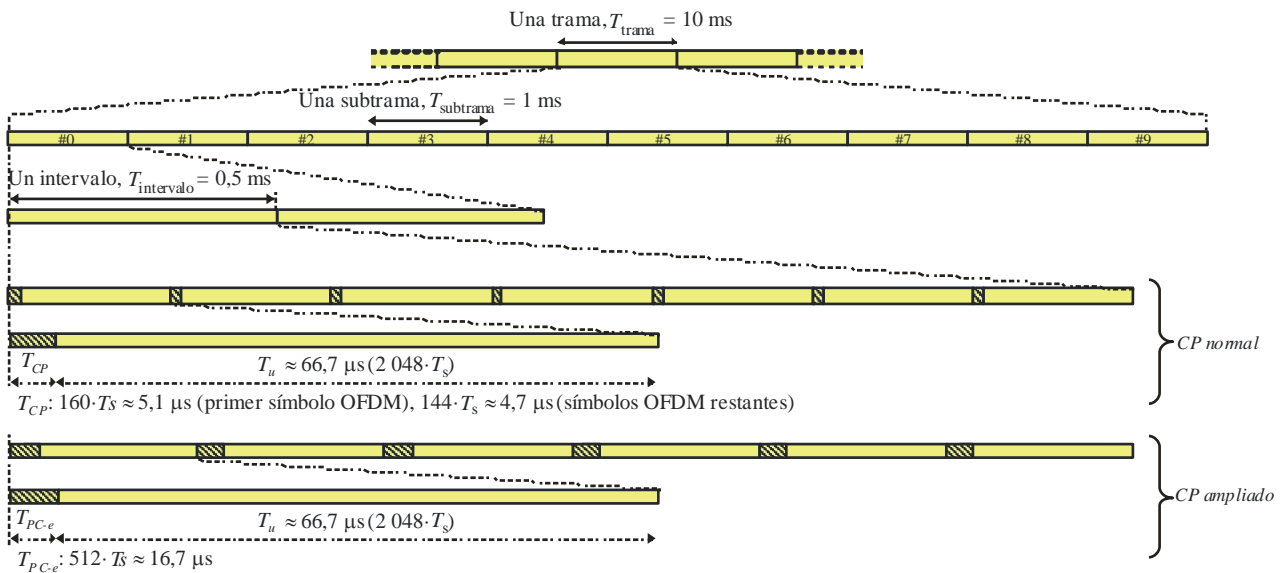 Una trama, T_trama = 10 ms
Una subtrama, T_subtrama = 1 ms
#0 #1 #2 #3 #4 #5 #6 #7 #8 #9
Un intervalo, T_intervalo = 0,5 ms
T_CP T_u ≈ 66,7 µs (2 048·T_s)
CP normal
T_CP: 160·Ts ≈ 5,1 µs (primer símbolo OFDM), 144·T_s ≈ 4,7 µs (símbolos OFDM restantes)
T_PC-e T_u ≈ 66,7 µs (2 048·T_s)
CP ampliado
T_PC-e: 512·Ts ≈ 16,7 µs